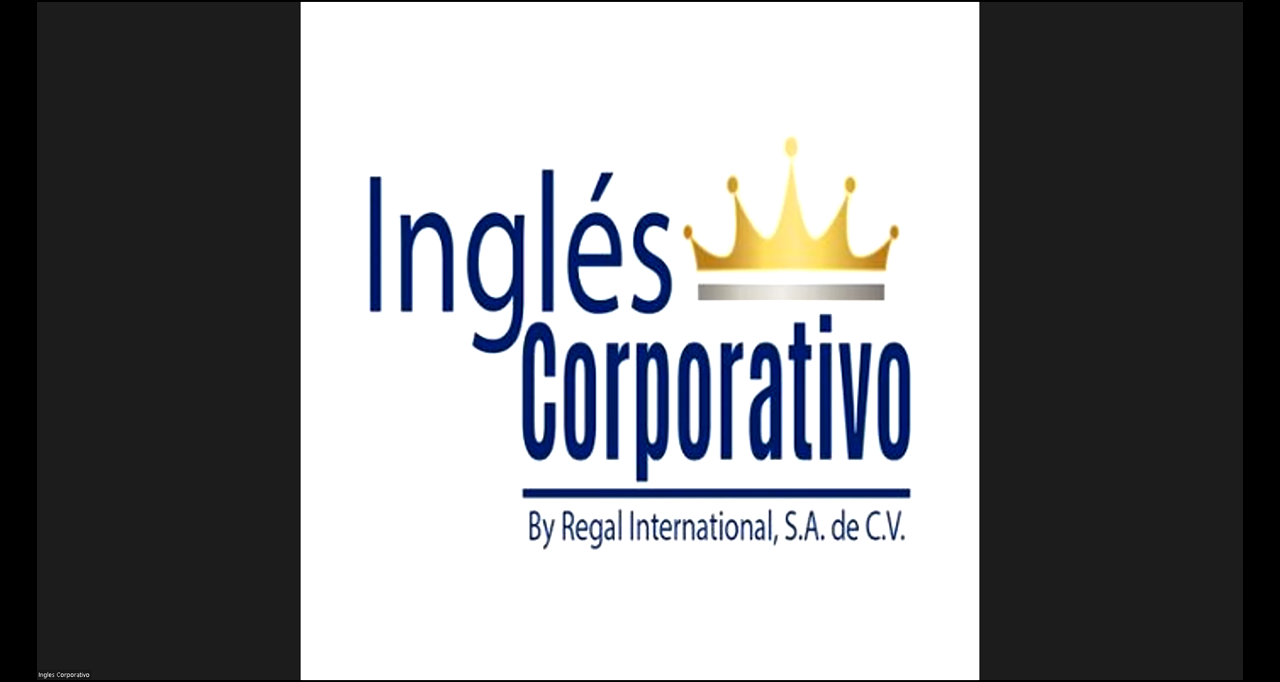 Inglés
Corporativo
By Regal International, S.A. de C.V.
Ingles Corporativo